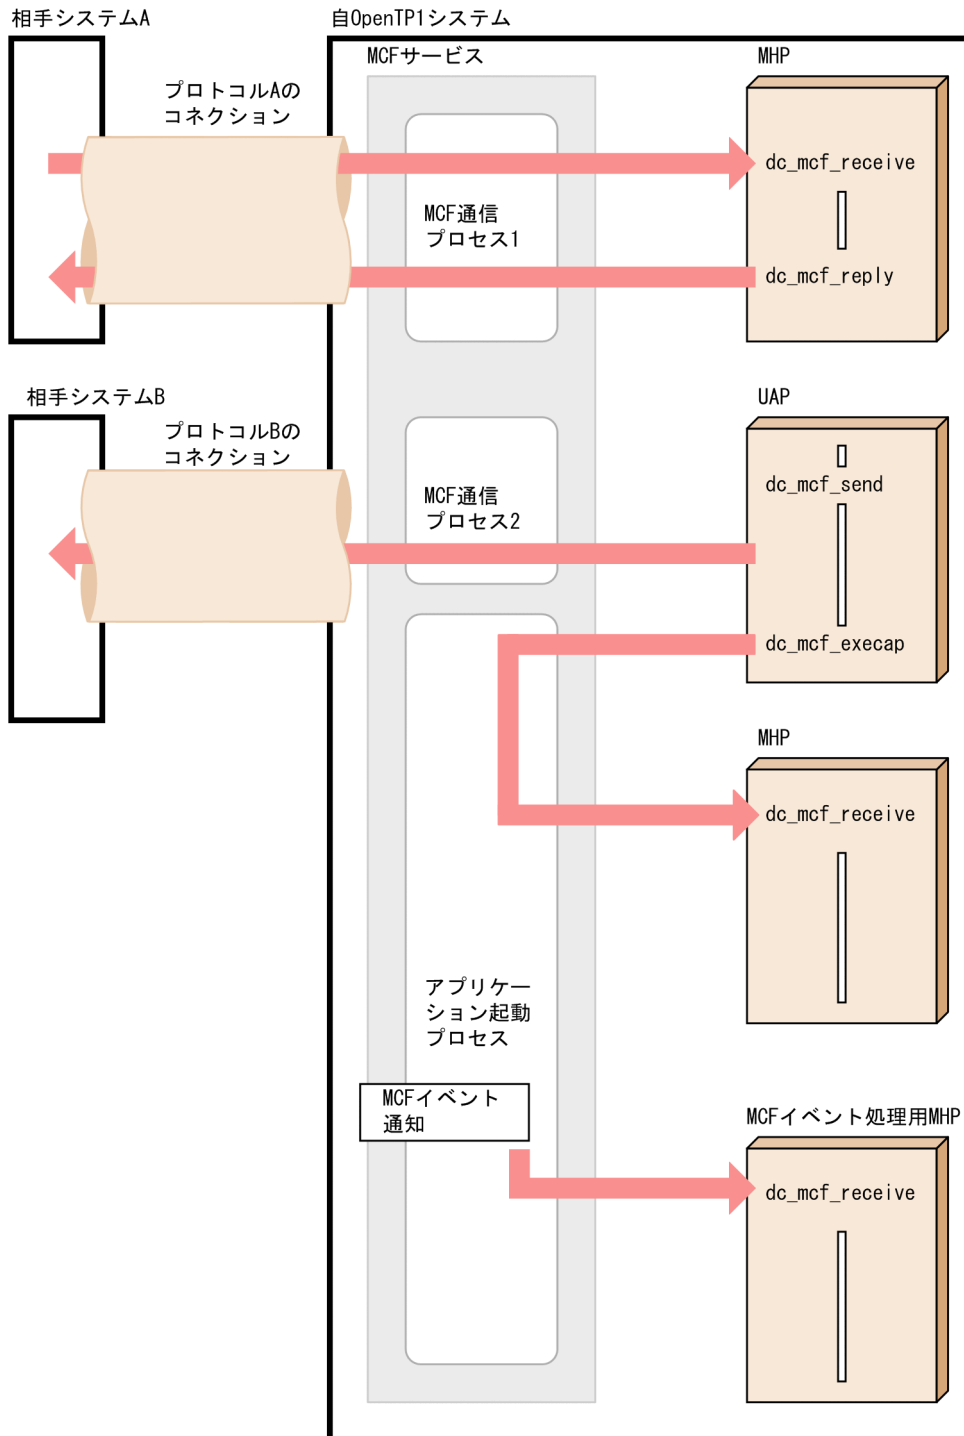 相手システムA
自OpenTP1システム
MCFサービス
MHP
プロトコルAの
コネクション
dc_mcf_receive
MCF通信
プロセス1
dc_mcf_reply
相手システムB
UAP
プロトコルBの
コネクション
dc_mcf_send
MCF通信
プロセス2
dc_mcf_execap
MHP
dc_mcf_receive
アプリケー
ション起動
プロセス
MCFイベント
通知
MCFイベント処理用MHP
dc_mcf_receive